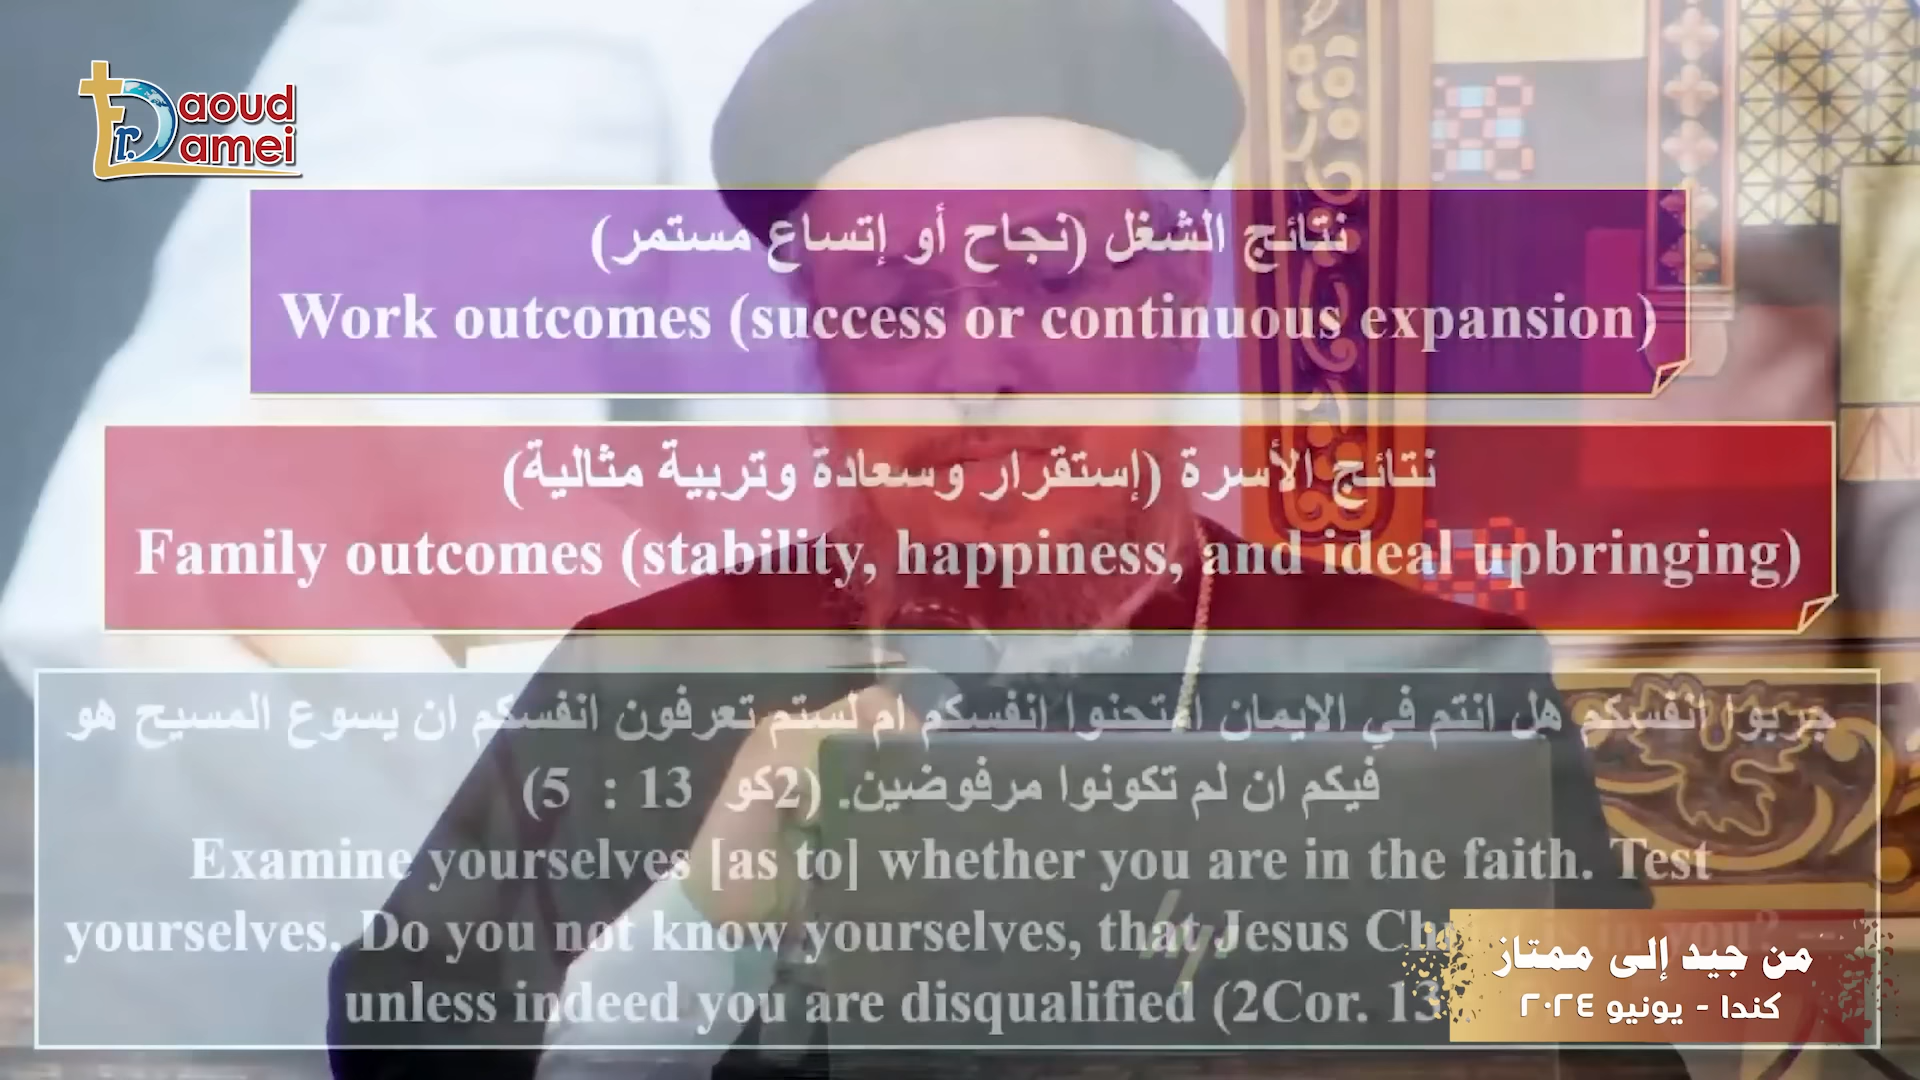 Fr. Daoud Lamei
نتائج الشغل (نجاح أو إتساع مستمر)
Work outcomes (success or continuous expansion)
نتائج الأسرة (إستقرار وسعادة وتربية مثالية)
Family outcomes (stability, happiness, and ideal upbringing)
جربوا انفسكم هل انتم في الايمان امتحنوا انفسكم ام لستم تعرفون انفسكم ان يسوع المسيح هو
فيكم ان لم تكونوا مرفوضين. (2كو 13 : 5)
Examine yourselves [as to] whether you are in the faith. Test
yourselves. Do you not know yourselves, that Jesus in you? --
unless indeed you are disqualified (2Cor. 13
من جيد إلى ممتاز
كندا - يونيو ٢٠٢٤
hp